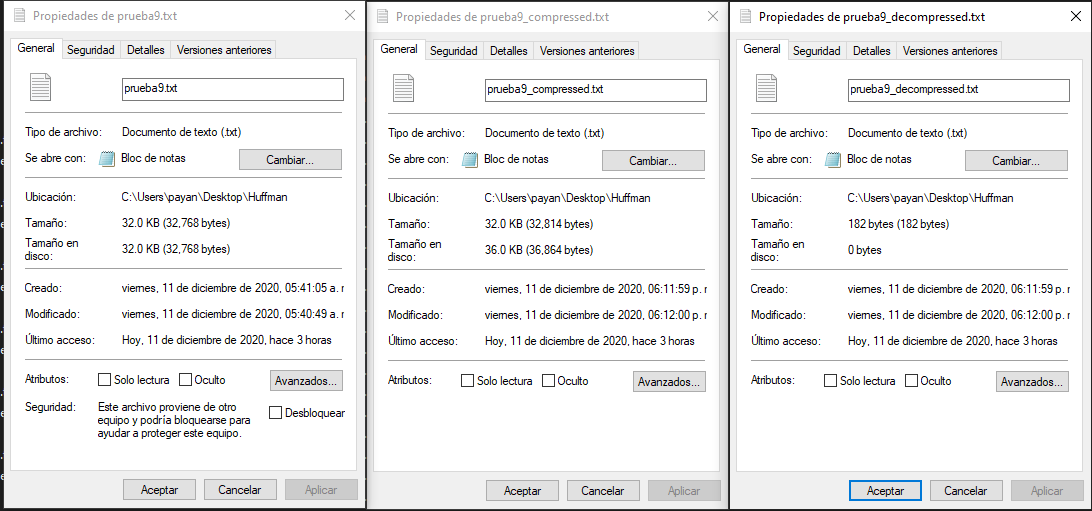 Propiedades de prueba9.txt
General Seguridad Detalles Versiones anteriores
prueba9.txt
Tipo de archivo: Documento de texto (.txt)
Se abre con: Bloc de notas Cambiar...
Ubicación: C:\Users\payan\Desktop\Huffman
Tamaño: 32.0 KB (32,768 bytes)
Tamaño en
disco: 32.0 KB (32,768 bytes)
Creado: viernes, 11 de diciembre de 2020, 05:41:05 a. r
Modificado: viernes, 11 de diciembre de 2020, 05:40:49 a. r
Último acceso: Hoy, 11 de diciembre de 2020, hace 3 horas
Atributos: Solo lectura Oculto Avanzados...
Seguridad: Este archivo proviene de otro
equipo y podría bloquearse para
ayudar a proteger este equipo.
Desbloquear
Aceptar Cancelar Aplicar
Propiedades de prueba9_compressed.txt
General Seguridad Detalles Versiones anteriores
prueba9_compressed.txt
Tipo de archivo: Documento de texto (.txt)
Se abre con: Bloc de notas Cambiar...
Ubicación: C:\Users\payan\Desktop\Huffman
Tamaño: 32.0 KB (32,814 bytes)
Tamaño en
disco: 36.0 KB (36,864 bytes)
Creado: viernes, 11 de diciembre de 2020, 06:11:59 p. r
Modificado: viernes, 11 de diciembre de 2020, 06:12:00 p. r
Último acceso: Hoy, 11 de diciembre de 2020, hace 3 horas
Atributos: Solo lectura Oculto Avanzados...
Aceptar Cancelar Aplicar
Propiedades de prueba9_decompressed.txt
General Seguridad Detalles Versiones anteriores
prueba9_decompressed.txt
Tipo de archivo: Documento de texto (.txt)
Se abre con: Bloc de notas Cambiar...
Ubicación: C:\Users\payan\Desktop\Huffman
Tamaño: 182 bytes (182 bytes)
Tamaño en
disco: 0 bytes
Creado: viernes, 11 de diciembre de 2020, 06:11:59 p. r
Modificado: viernes, 11 de diciembre de 2020, 06:12:00 p. r
Último acceso: Hoy, 11 de diciembre de 2020, hace 3 horas
Atributos: Solo lectura Oculto Avanzados...
Aceptar Cancelar Aplicar